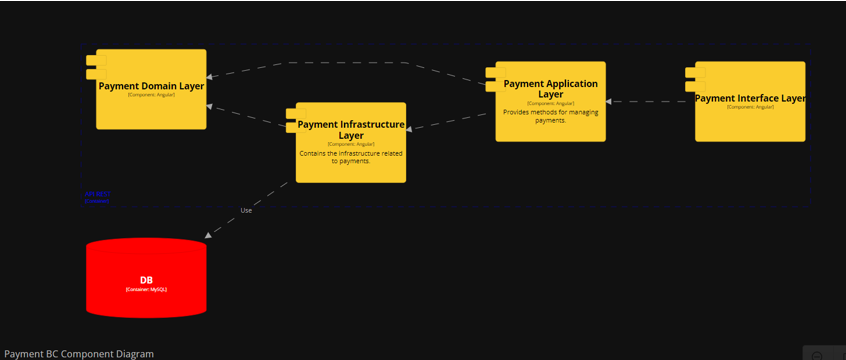 Payment Domain Layer
[Component: Angular]
Payment Infrastructure
Layer
[Component: Angular]
Contains the infrastructure related
to payments.
Payment Application
Layer
[Component: Angular]
Provides methods for managing
payments.
Payment Interface Layer
[Component: Angular]
Use
DB
[Container: MySQL]
Payment BC Component Diagram